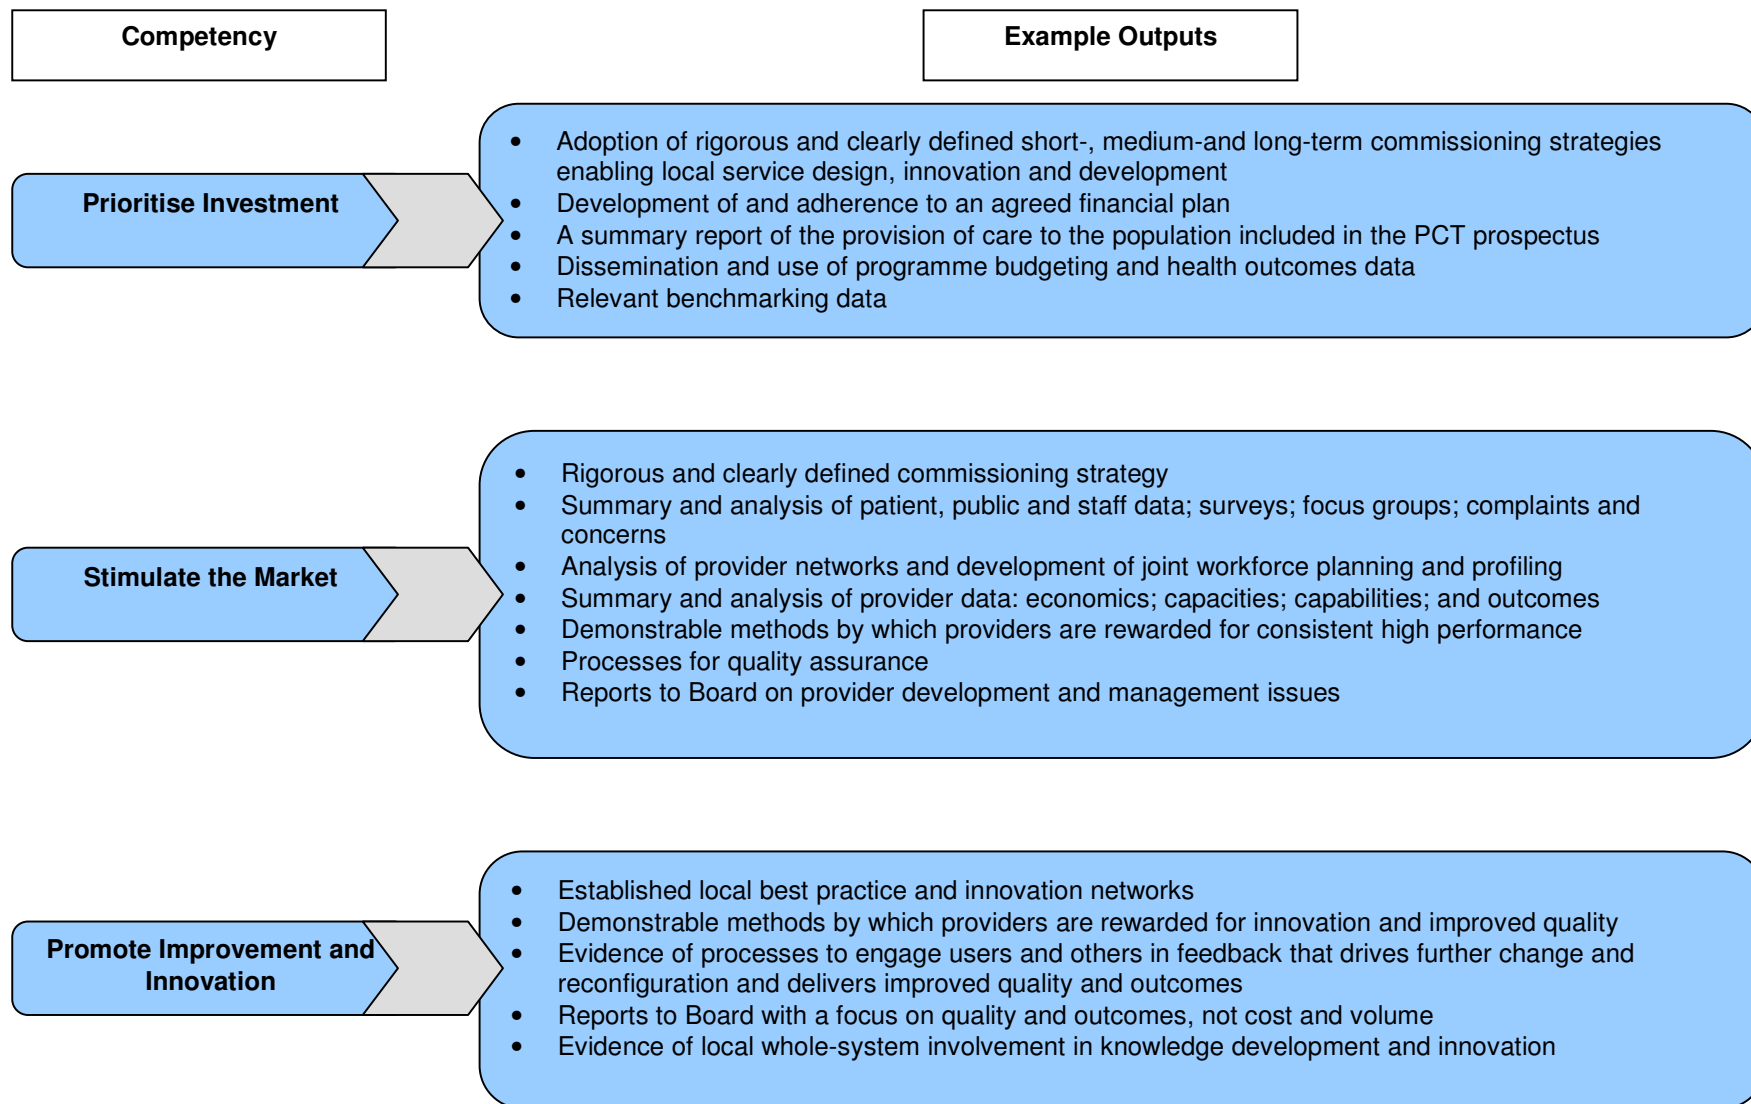 Competency
Example Outputs
Prioritise Investment
• Adoption of rigorous and clearly defined short-, medium-and long-term commissioning strategies
enabling local service design, innovation and development
• Development of and adherence to an agreed financial plan
• A summary report of the provision of care to the population included in the PCT prospectus
• Dissemination and use of programme budgeting and health outcomes data
• Relevant benchmarking data
Stimulate the Market
• Rigorous and clearly defined commissioning strategy
• Summary and analysis of patient, public and staff data; surveys; focus groups; complaints and
concerns
• Analysis of provider networks and development of joint workforce planning and profiling
• Summary and analysis of provider data: economics; capacities; capabilities; and outcomes
• Demonstrable methods by which providers are rewarded for consistent high performance
• Processes for quality assurance
• Reports to Board on provider development and management issues
Promote Improvement and
Innovation
• Established local best practice and innovation networks
• Demonstrable methods by which providers are rewarded for innovation and improved quality
• Evidence of processes to engage users and others in feedback that drives further change and
reconfiguration and delivers improved quality and outcomes
• Reports to Board with a focus on quality and outcomes, not cost and volume
• Evidence of local whole-system involvement in knowledge development and innovation